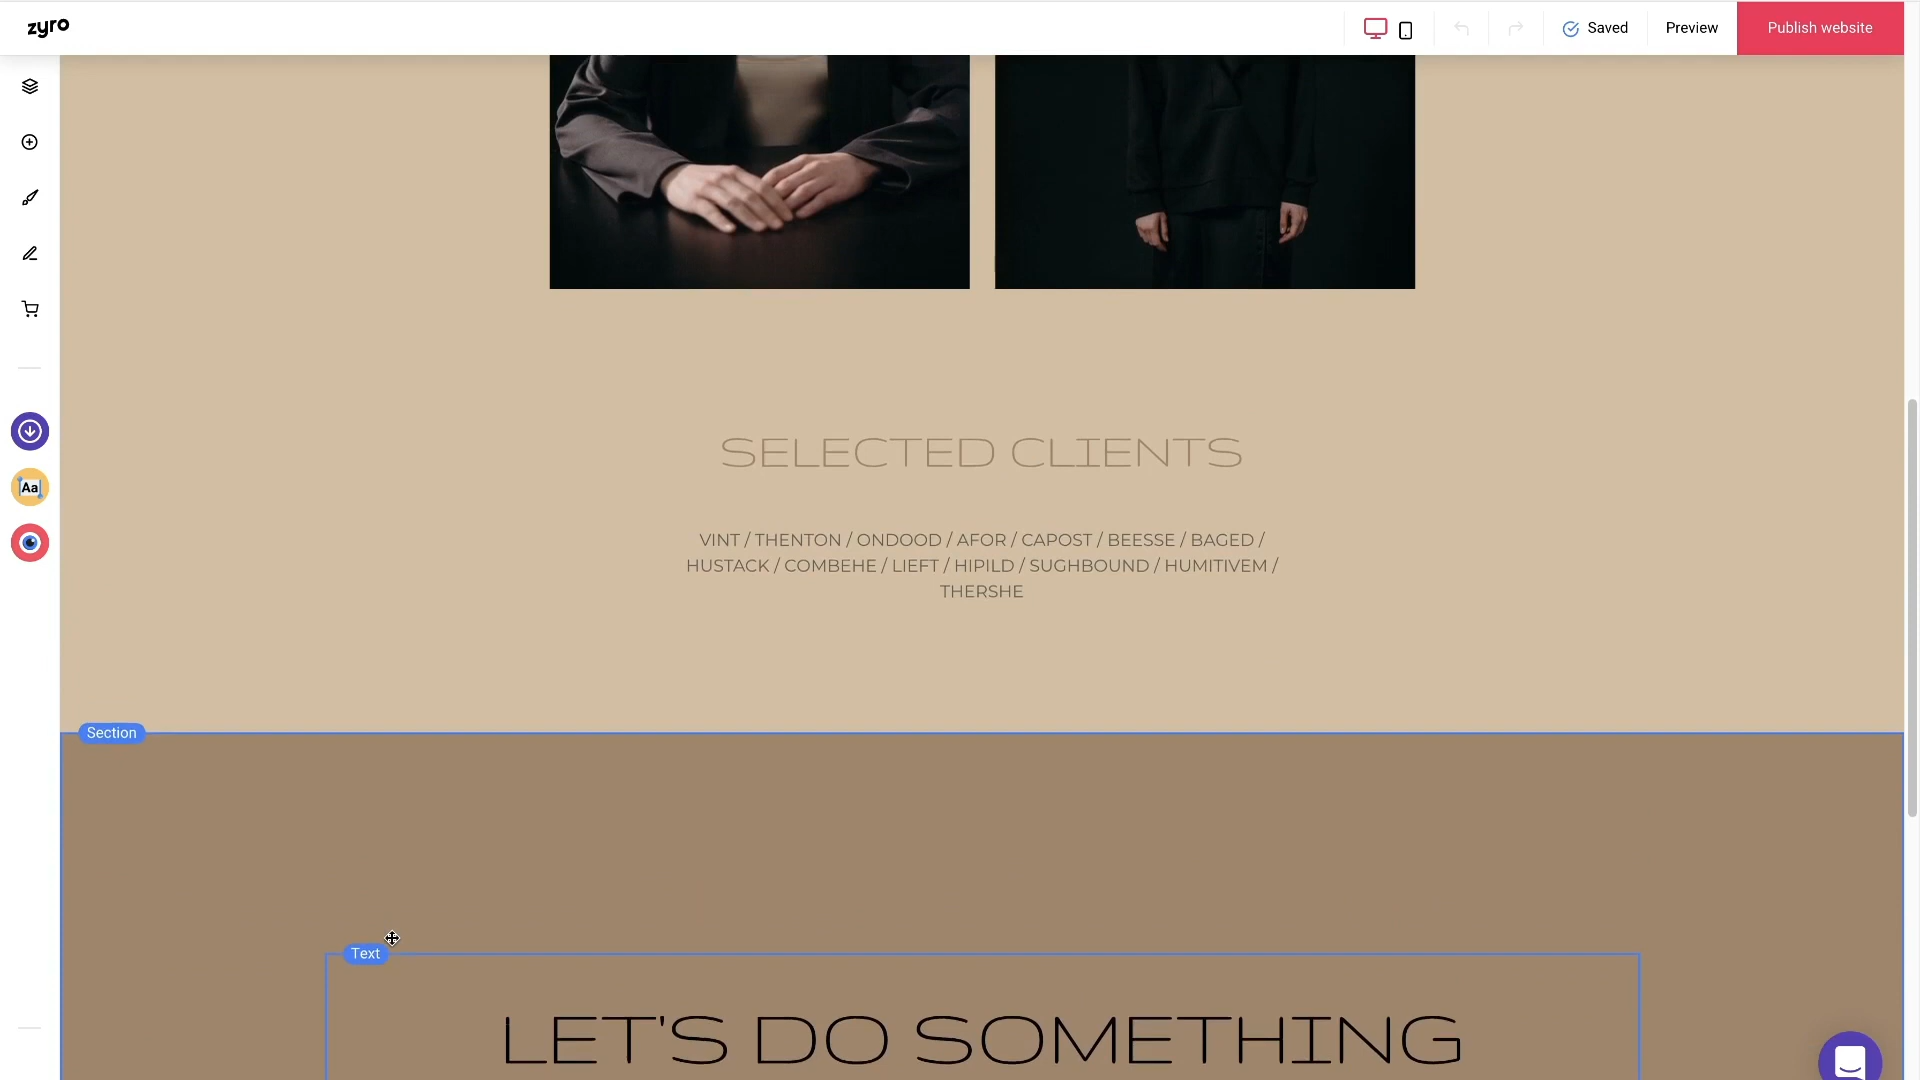 zyro
Saved
Preview
Publish website
Aa
SELECTED CLIENTS
VINT / THENTON / ONDOOD / AFOR / CAPOST / BEESSE / BAGED /
HUSTACK / COMBEHE / LIEFT / HIPILD / SUGHBOUND / HUMITIVEM /
THERSHE
Section
Text
LET'S DO SOMETHING